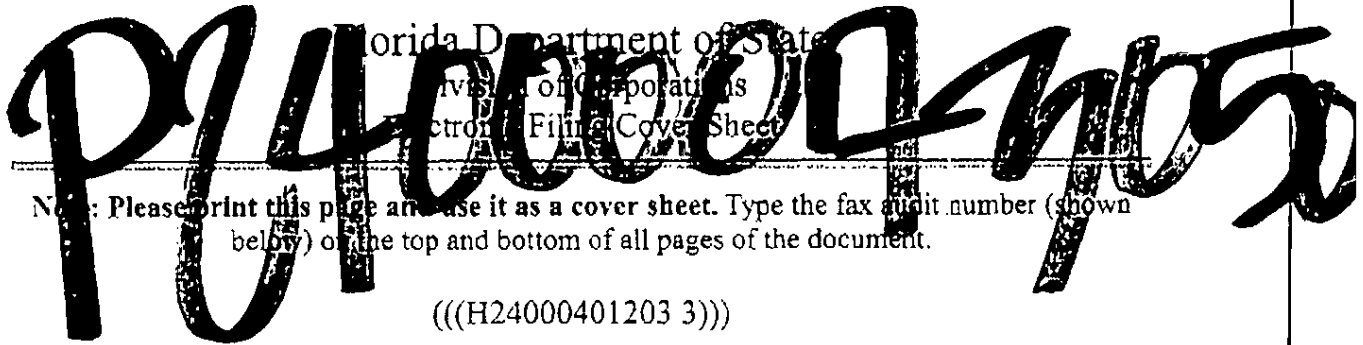 Florida Department of State
Division of Corporations
Electronic Filing Cover Sheet
Note: Please print this page and use it as a cover sheet. Type the fax audit number (shown
below) on the top and bottom of all pages of the document.
(((H24000401203 3)))